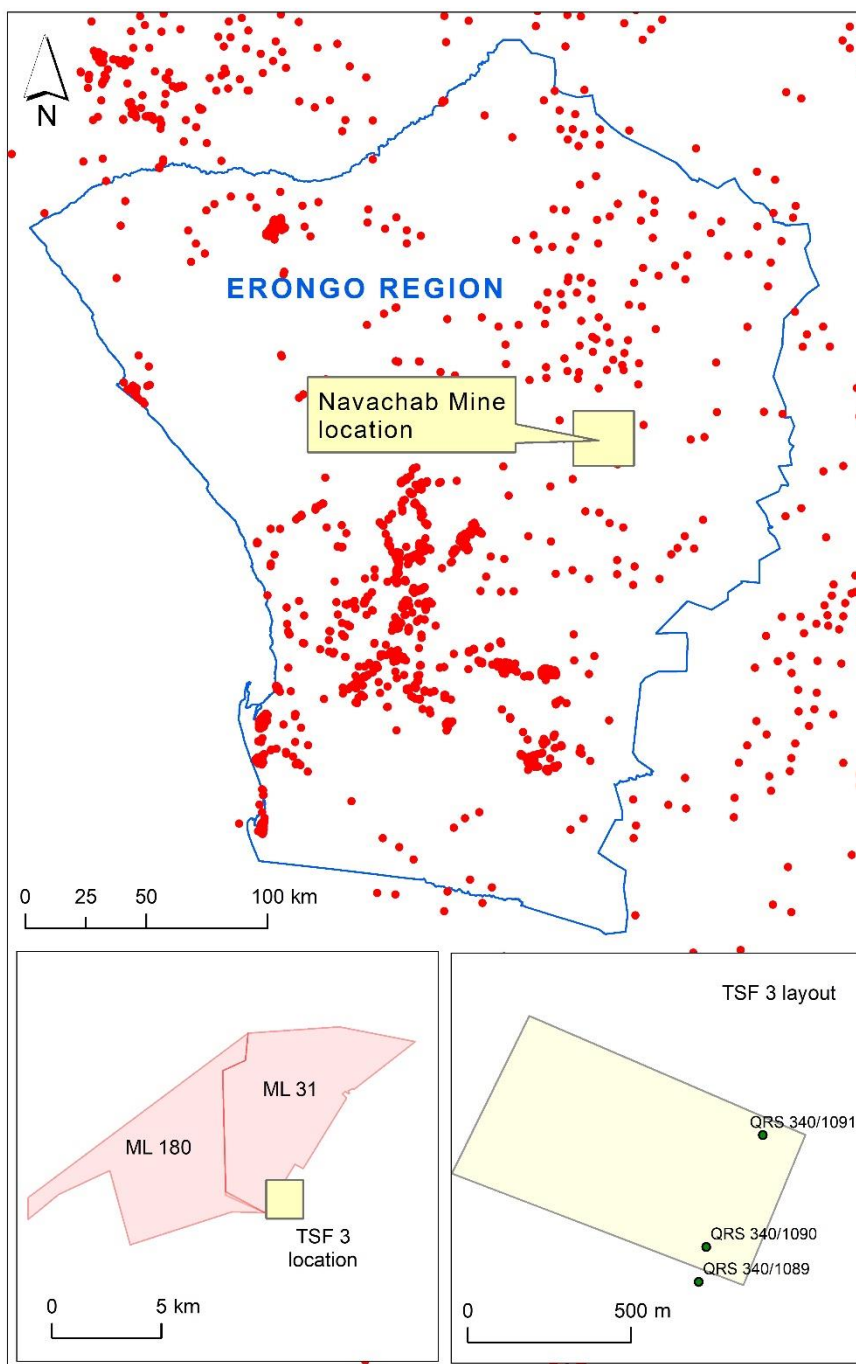 N
ERONGO REGION
Navachab Mine
location
0 25 50 100 km
ML 31
ML 180
TSF 3
location
0 5 km
TSF 3 layout
QRS 340/1091
QRS 340/1090
QRS 340/1089
0 500 m